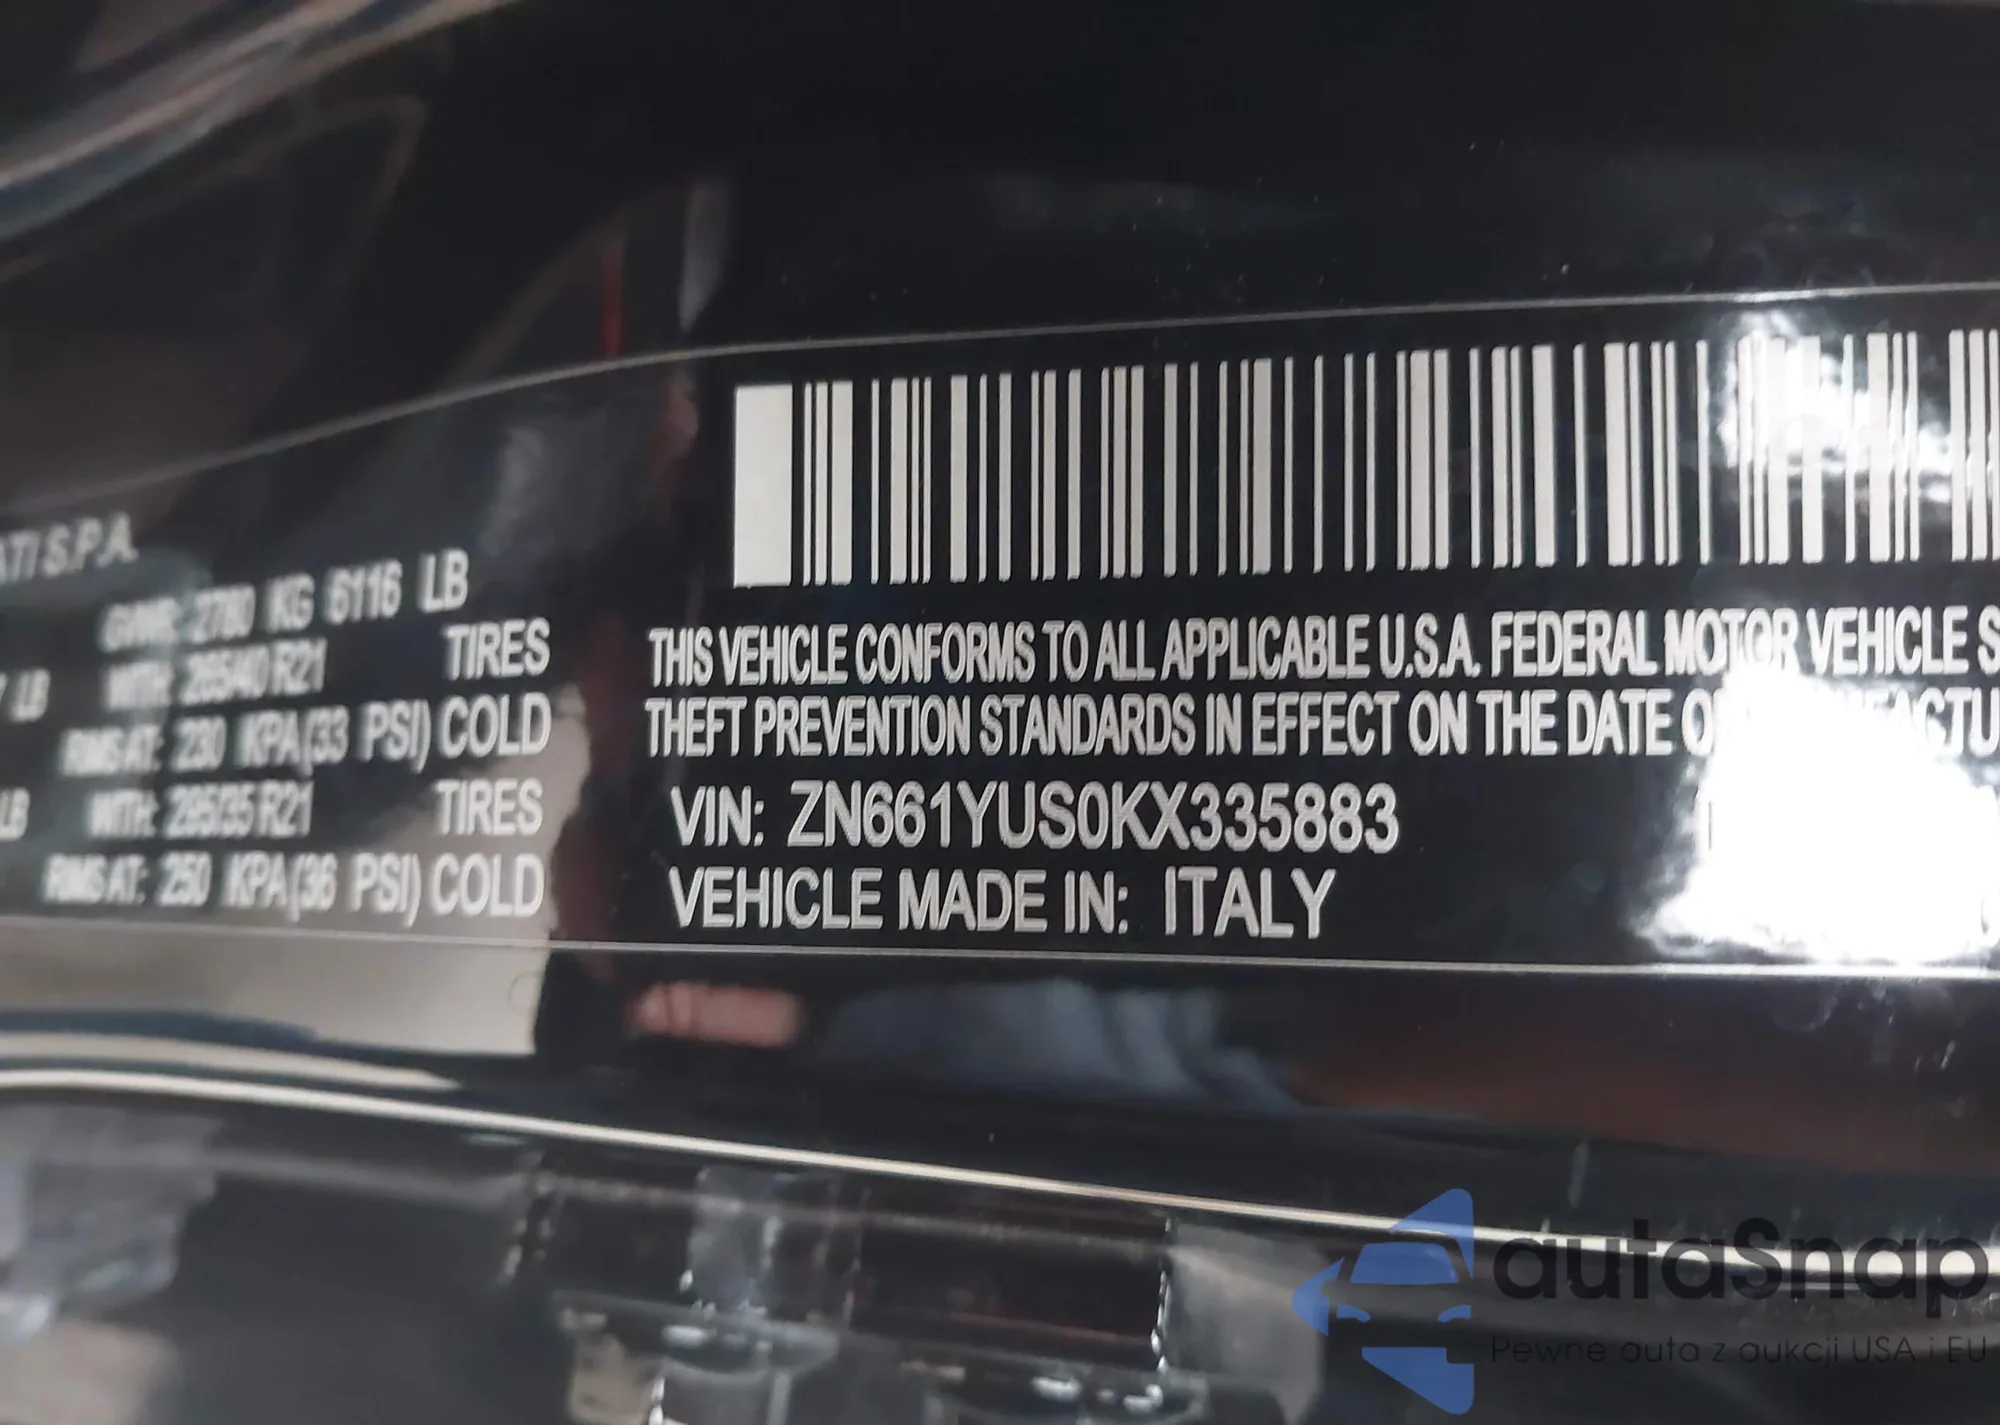 ATI S.P.A.
GVWR: 2780 KG 6116 LB
7 LB WITH: 265/40 R21 TIRES
RIMS AT: 230 KPA(33 PSI) COLD
LB WITH: 295/35 R21 TIRES
RIMS AT: 250 KPA(36 PSI) COLD
THIS VEHICLE CONFORMS TO ALL APPLICABLE U.S.A. FEDERAL MOTOR VEHICLE S
THEFT PREVENTION STANDARDS IN EFFECT ON THE DATE
VIN: ZN661YUS0KX335883
VEHICLE MADE IN: ITALY
autaSnap
Pewne auta z aukcji USA i EU